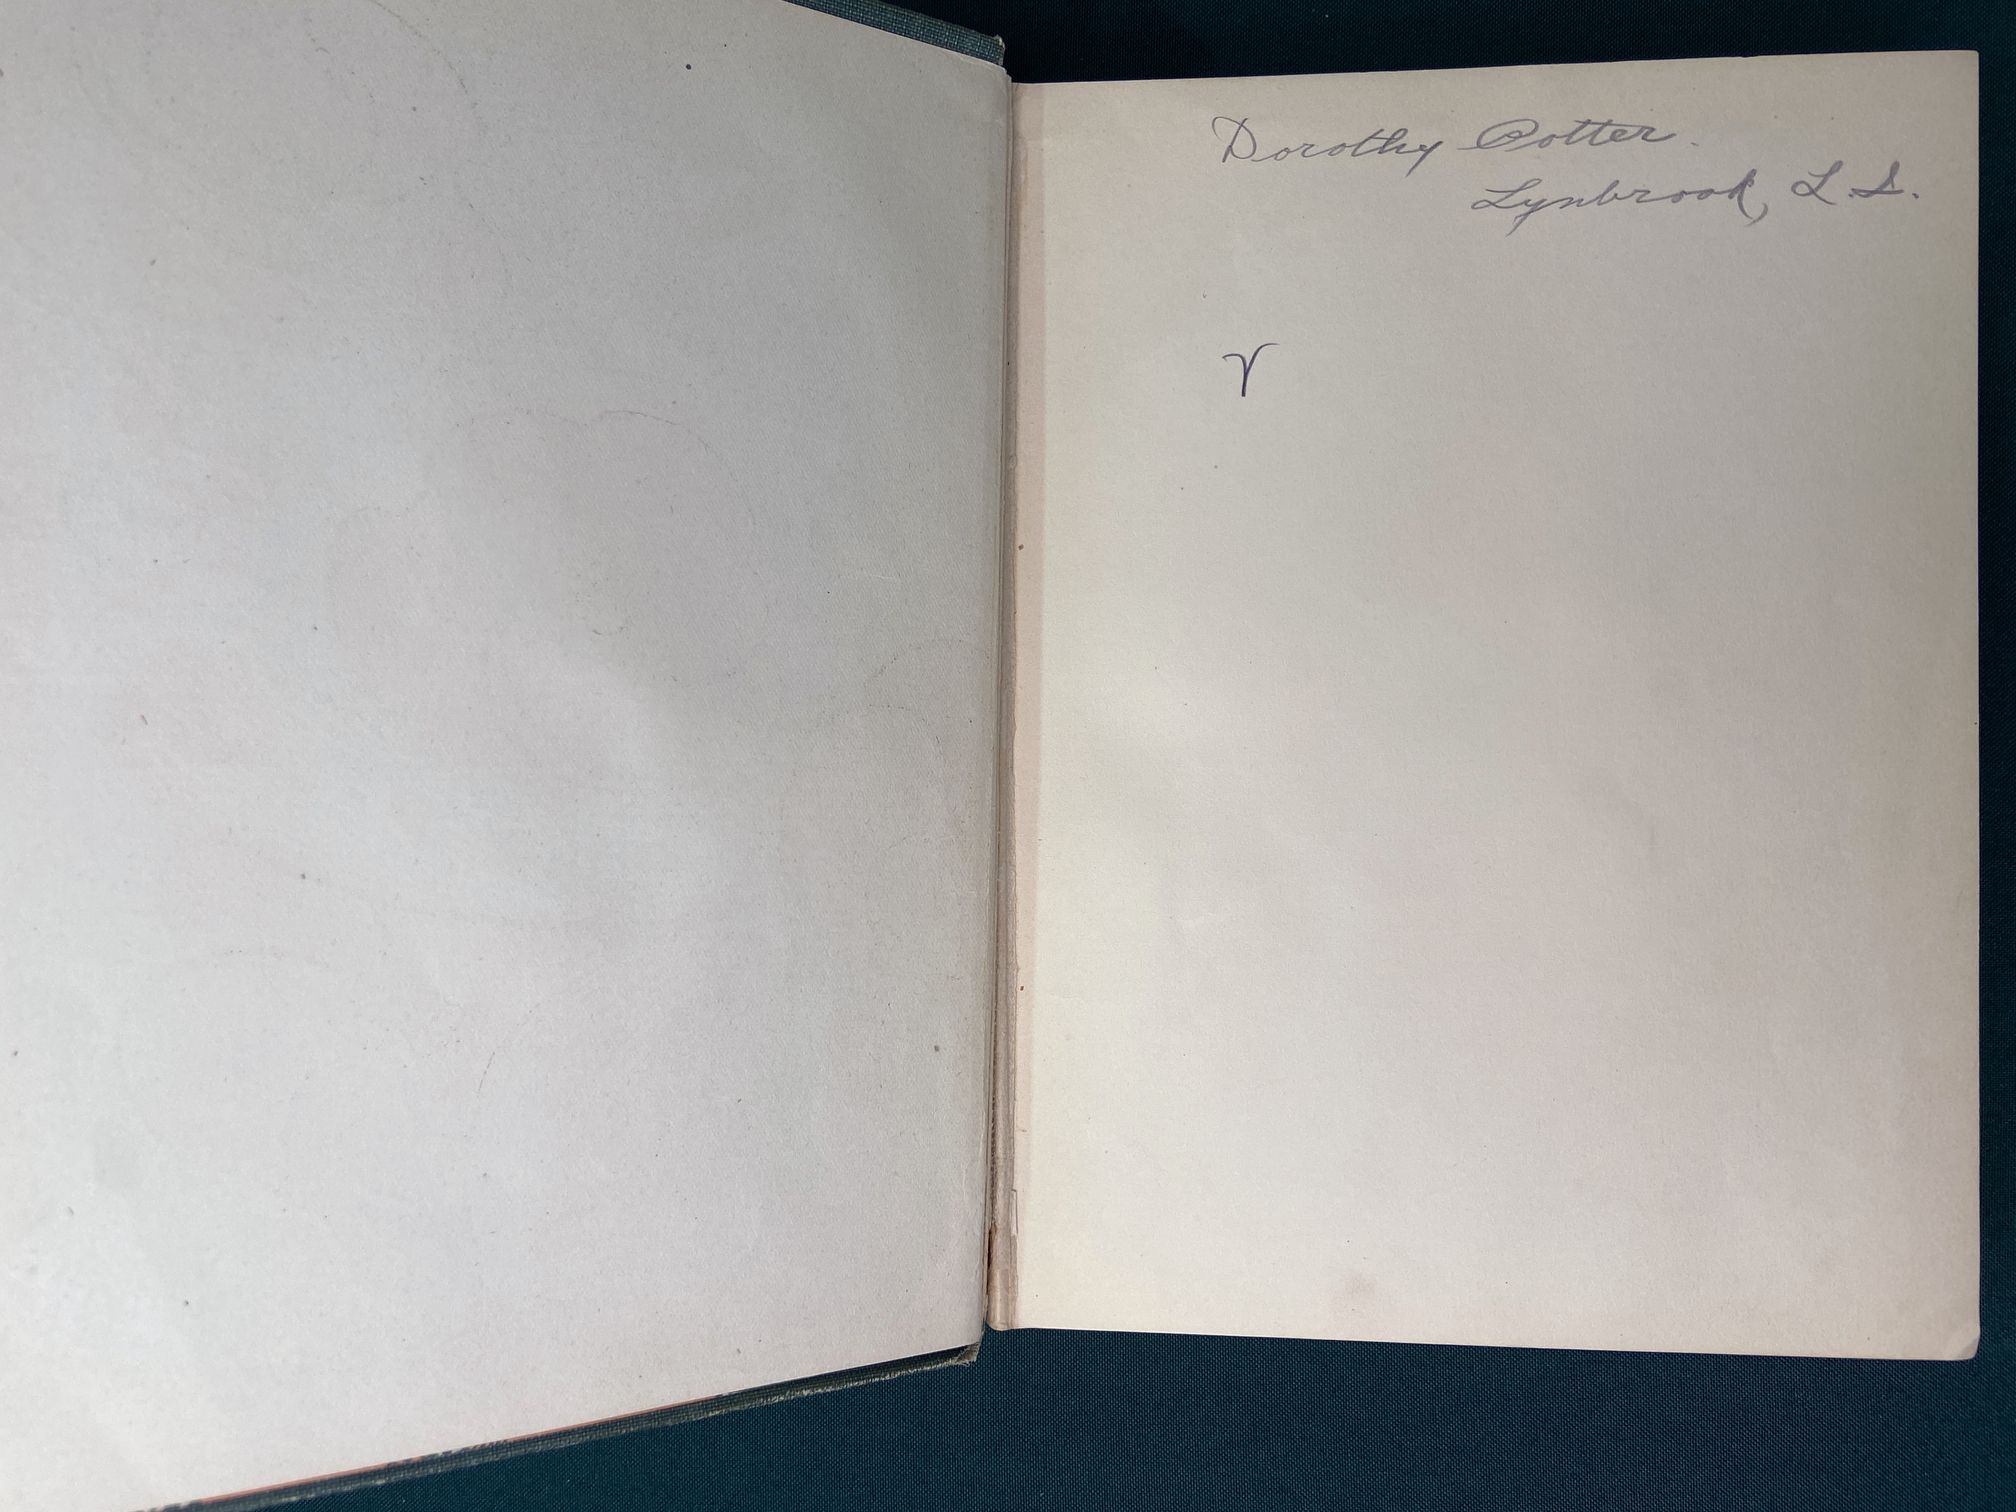 Dorothy Potter.
Lynbrook, L.I.
r